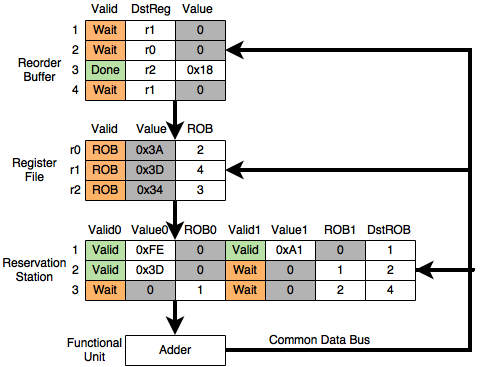 Valid DstReg Value
1 Wait r1 0
2 Wait r0 0
3 Done r2 0x18
4 Wait r1 0
Reorder
Buffer
Valid Value ROB
r0 ROB 0x3A 2
r1 ROB 0x3D 4
r2 ROB 0x34 3
Register
File
Valid0 Value0 ROB0 Valid1 Value1 ROB1 DstROB
1 Valid 0xFE 0 Valid 0xA1 0 1
2 Valid 0x3D 0 Wait 0 1 2
3 Wait 0 1 Wait 0 2 4
Reservation
Station
Functional
Unit
Adder
Common Data Bus